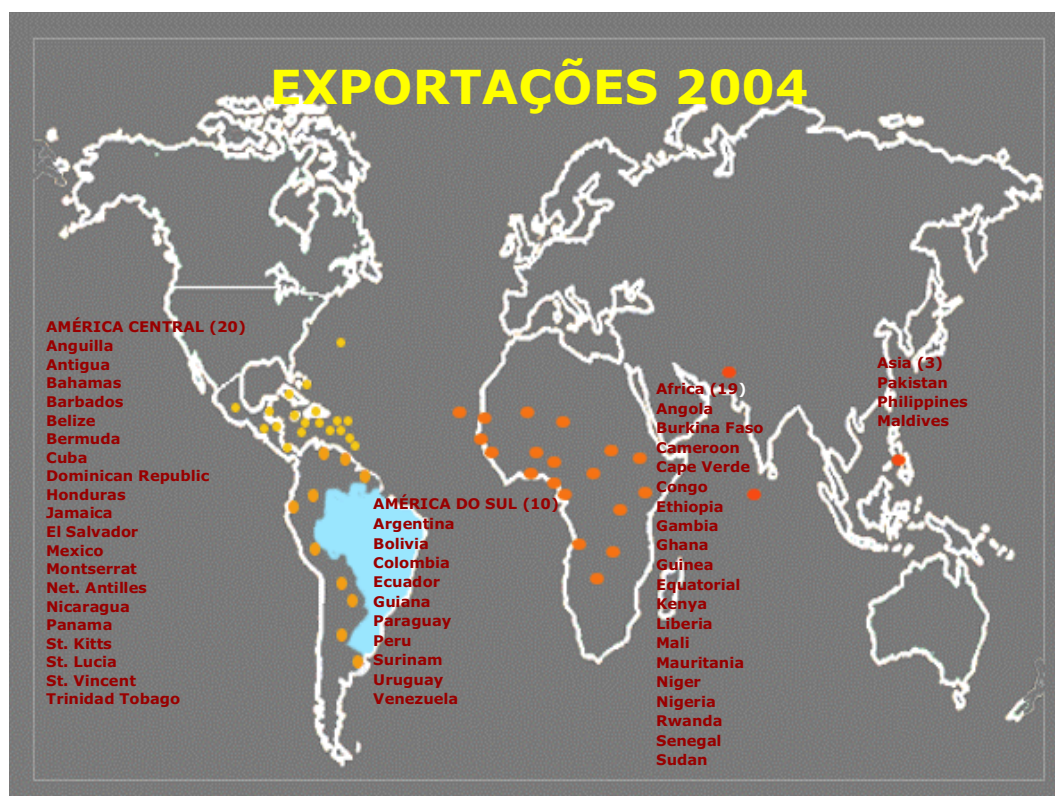 EXPORTAÇÕES 2004
AMÉRICA CENTRAL (20)
Anguilla
Antigua
Bahamas
Barbados
Belize
Bermuda
Cuba
Dominican Republic
Honduras
Jamaica
El Salvador
Mexico
Montserrat
Net. Antilles
Nicaragua
Panama
St. Kitts
St. Lucia
St. Vincent
Trinidad Tobago
AMÉRICA DO SUL (10)
Argentina
Bolivia
Colombia
Ecuador
Guiana
Paraguay
Peru
Surinam
Uruguay
Venezuela
Africa (19)
Angola
Burkina Faso
Cameroon
Cape Verde
Congo
Ethiopia
Gambia
Ghana
Guinea
Equatorial
Kenya
Liberia
Mali
Mauritania
Niger
Nigeria
Rwanda
Senegal
Sudan
Asia (3)
Pakistan
Philippines
Maldives